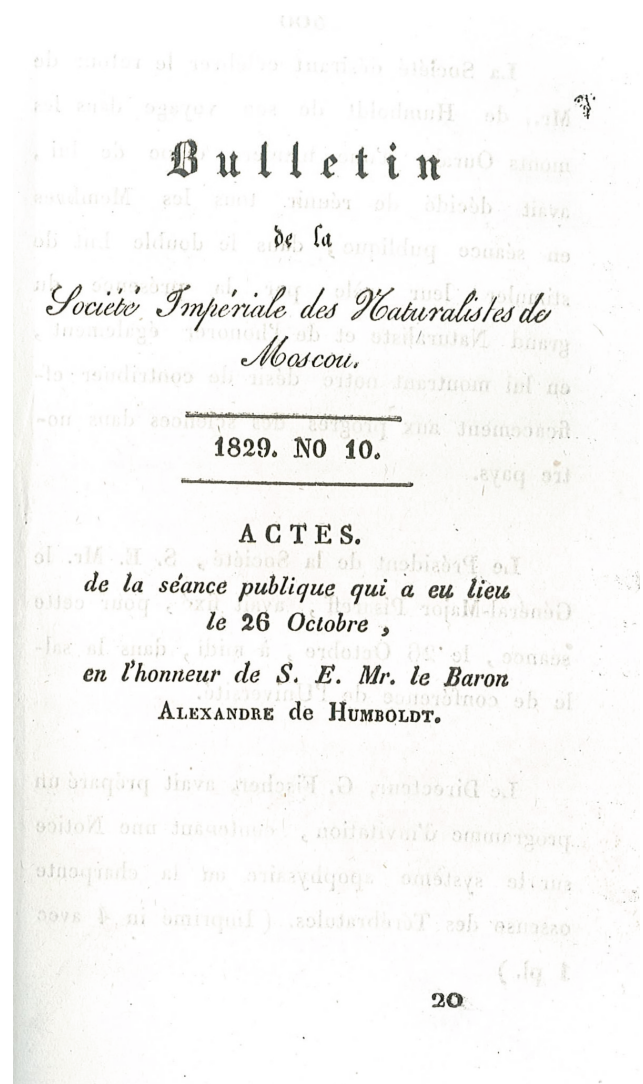 Bulletin
de la
Société Impériale des Naturalistes de
Moscou.
1829. NO 10.
ACTES.
de la séance publique qui a eu lieu
le 26 Octobre ,
en l'honneur de S. E. Mr. le Baron
ALEXANDRE de HUMBOLDT.
20